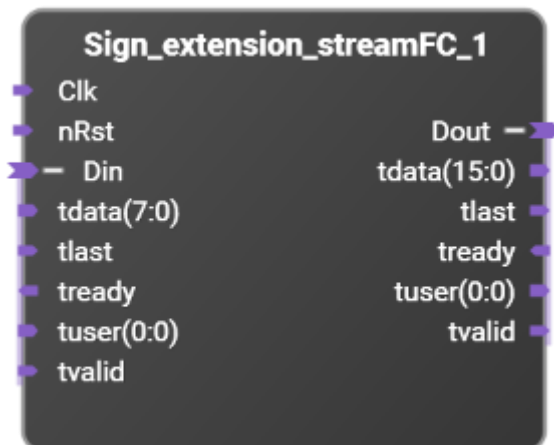 Sign_extension_streamFC_1
Clk
nRst
Din
tdata(7:0)
tlast
tready
tuser(0:0)
tvalid
Dout
tdata(15:0)
tlast
tready
tuser(0:0)
tvalid